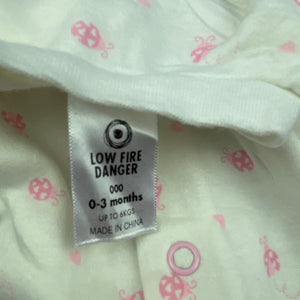 LOW FIRE
DANGER
000
0-3 months
UP TO 6KGS
MADE IN CHINA